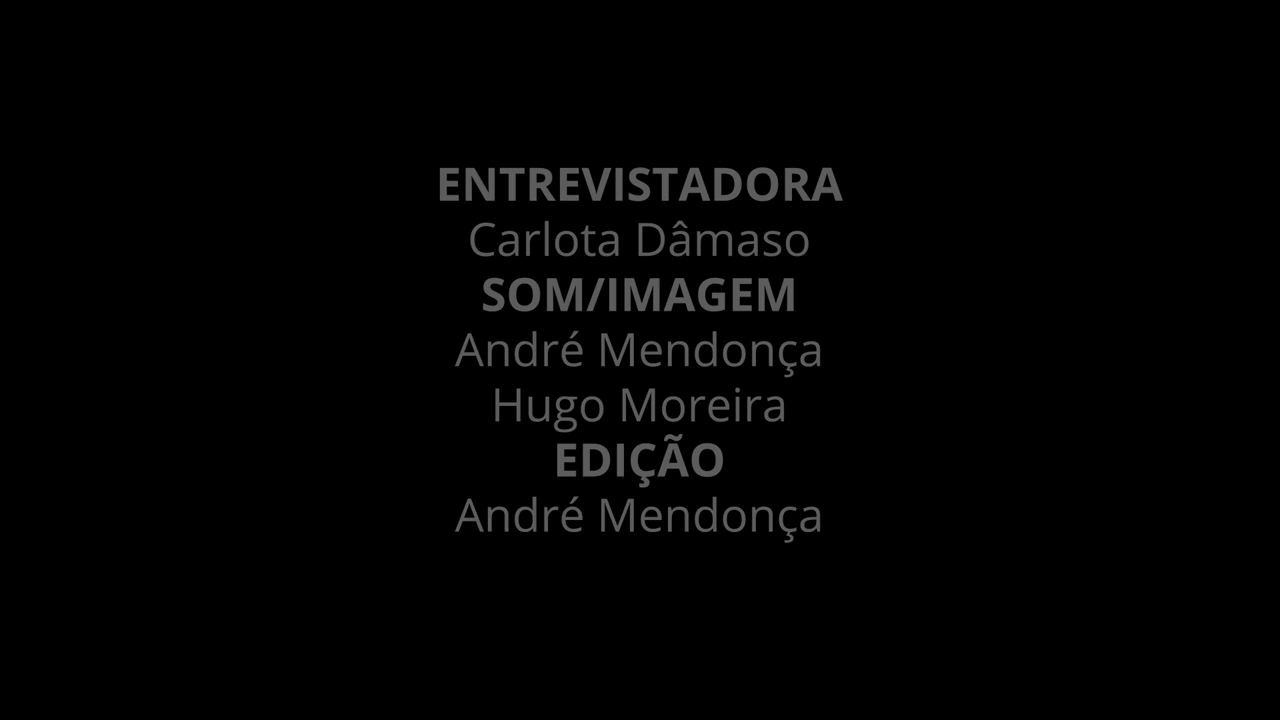 ENTREVISTADORA
Carlota Dâmaso
SOM/IMAGEM
André Mendonça
Hugo Moreira
EDIÇÃO
André Mendonça